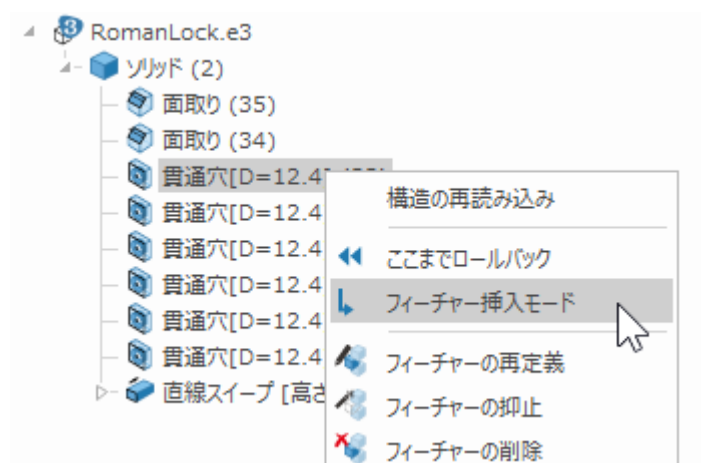 RomanLock.e3
ソリッド (2)
面取り (35)
面取り (34)
貫通穴[D=12.4]
貫通穴[D=12.4
貫通穴[D=12.4
貫通穴[D=12.4
貫通穴[D=12.4
貫通穴[D=12.4
直線スイープ [高さ
構造の再読み込み
ここまでロールバック
フィーチャー挿入モード
フィーチャーの再定義
フィーチャーの抑止
フィーチャーの削除